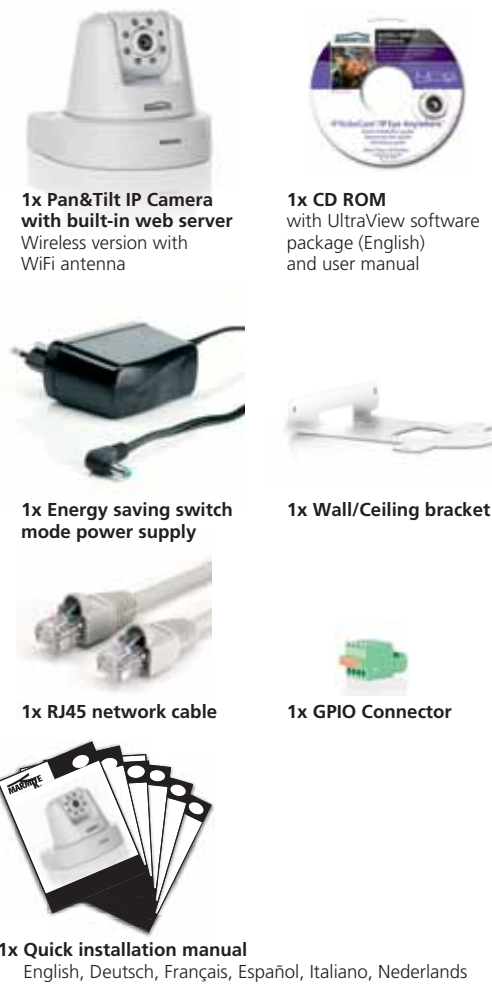 1x Pan&Tilt IP Camera
with built-in web server
Wireless version with
WiFi antenna
1x CD ROM
with UltraView software
package (English)
and user manual
1x Energy saving switch
mode power supply
1x Wall/Ceiling bracket
1x RJ45 network cable
1x GPIO Connector
1x Quick installation manual
English, Deutsch, Français, Español, Italiano, Nederlands